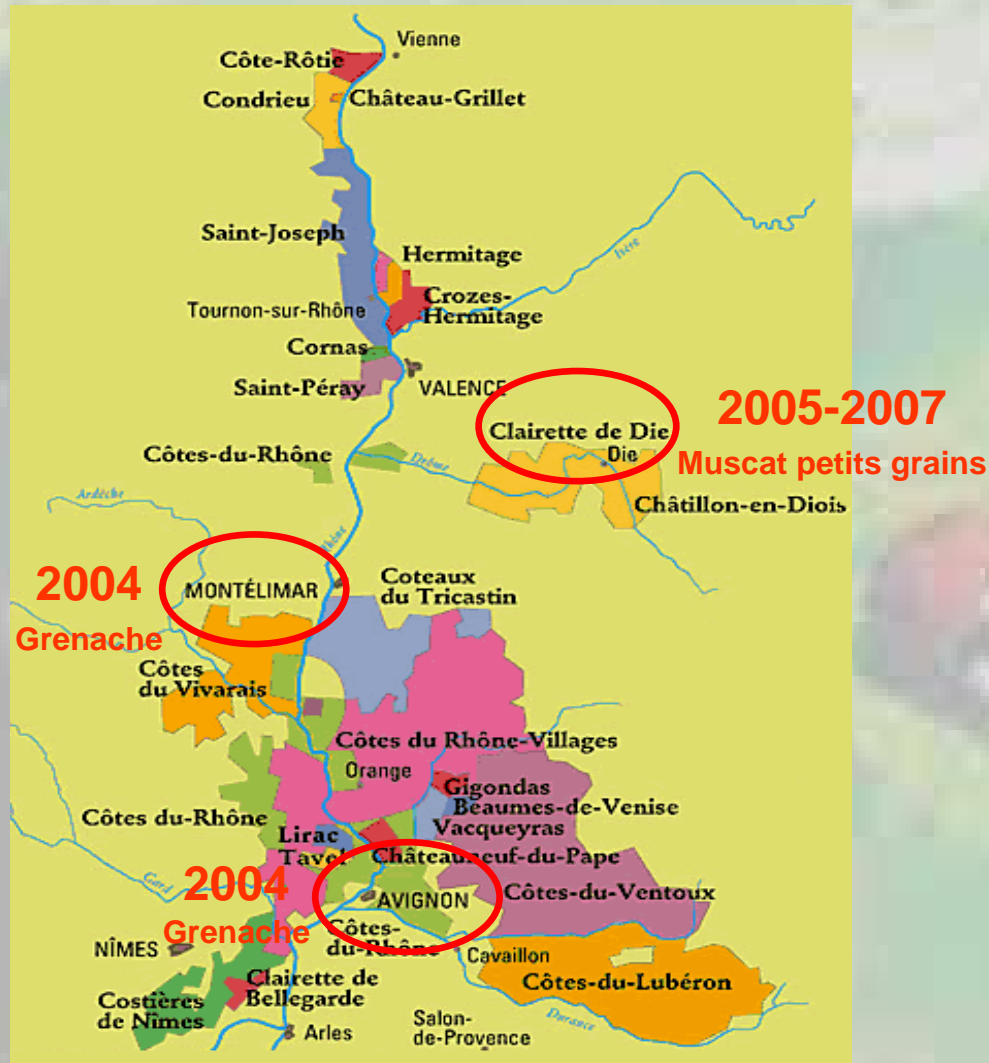 Vienne
Côte-Rôtie
Condrieu
Château-Grillet
Saint-Joseph
Isère
Hermitage
Tournon-sur-Rhône
Crozes-
Hermitage
Cornas
Saint-Péray
VALENCE
2005-2007
Clairette de Die
Die
Muscat petits grains
Côtes-du-Rhône
Drôme
Châtillon-en-Diois
Ardèche
Rhône
2004
MONTÉLIMAR
Coteaux
du Tricastin
Grenache
Côtes
du Vivarais
Côtes du Rhône-Villages
Orange
Gigondas
Beaumes-de-Venise
Côtes du-Rhône
Vacqueyras
Lirac
Tavel
Châteauneuf-du-Pape
Gard
2004
AVIGNON
Côtes-du-Ventoux
Grenache
Côtes-
du-Rhône
NÎMES
Cavaillon
Clairette de
Bellegarde
Côtes-du-Lubéron
Costières
de Nîmes
Arles
Salon-
de-Provence
Durance